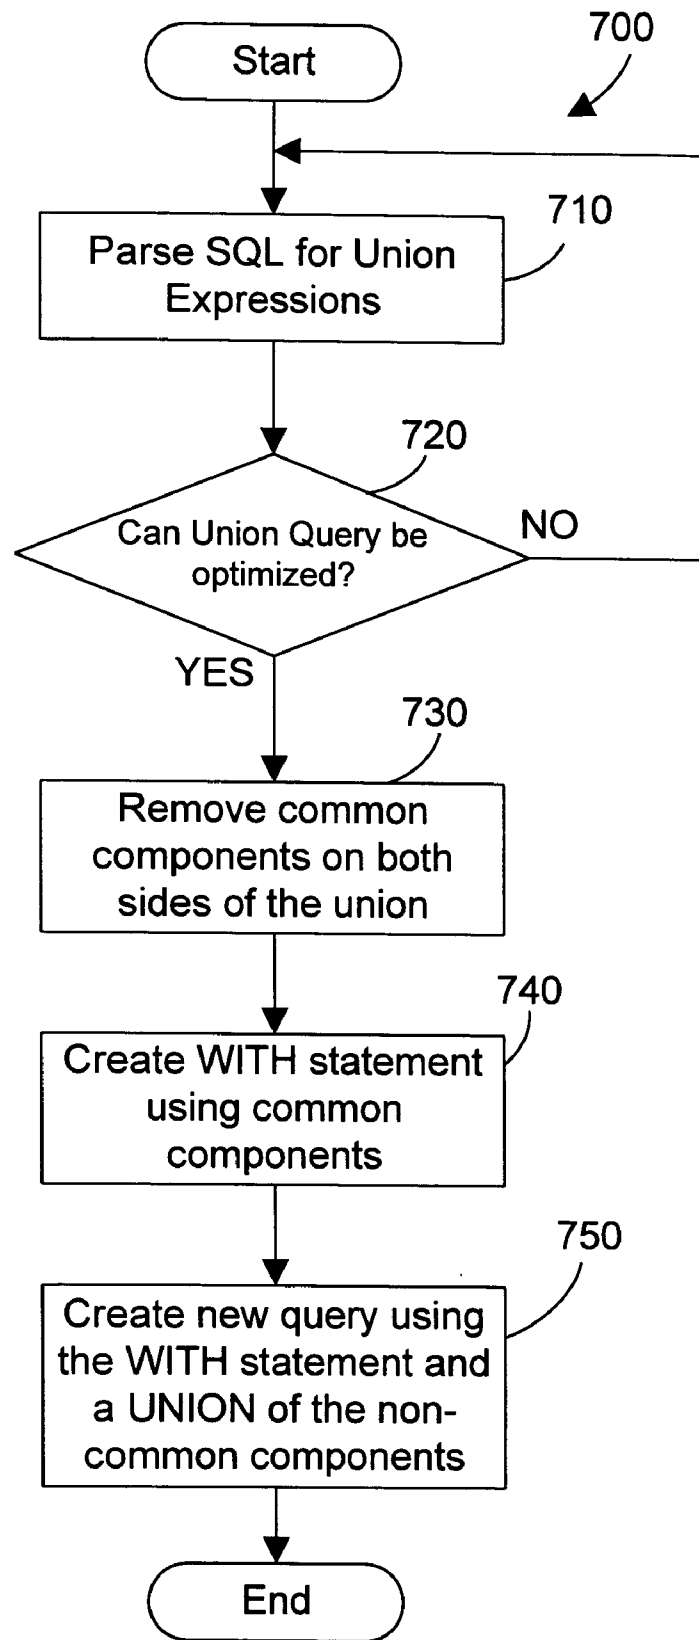 Start
700
Parse SQL for Union
Expressions
710
720
Can Union Query be
optimized?
NO
YES
730
Remove common
components on both
sides of the union
740
Create WITH statement
using common
components
750
Create new query using
the WITH statement and
a UNION of the non-
common components
End